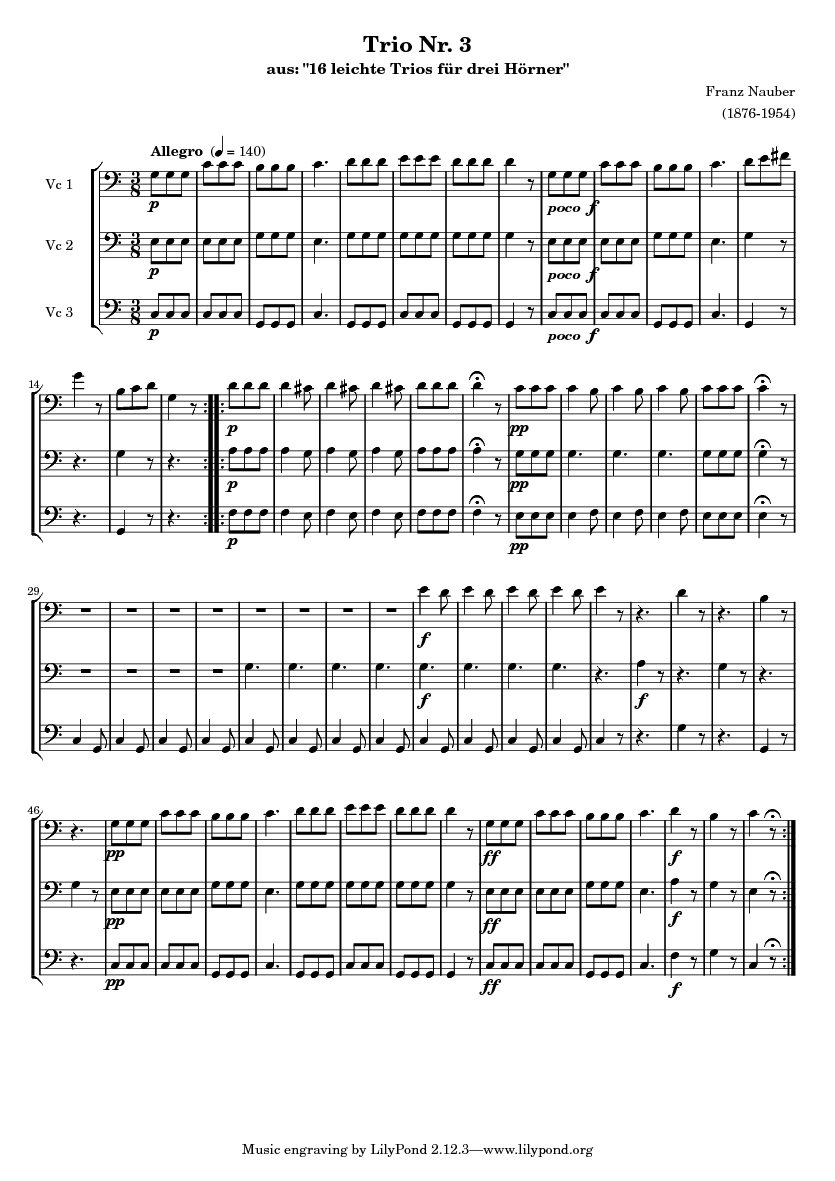 Trio Nr. 3
aus: "16 leichte Trios für drei Hörner"
Franz Nauber
(1876-1954)
Allegro (♩ = 140)
Vc 1
p
poco f
Vc 2
p
poco f
Vc 3
p
poco f
14
p
pp
p
pp
p
pp
29
f
f
f
46
pp
ff
f
pp
ff
f
pp
ff
f
Music engraving by LilyPond 2.12.3—www.lilypond.org